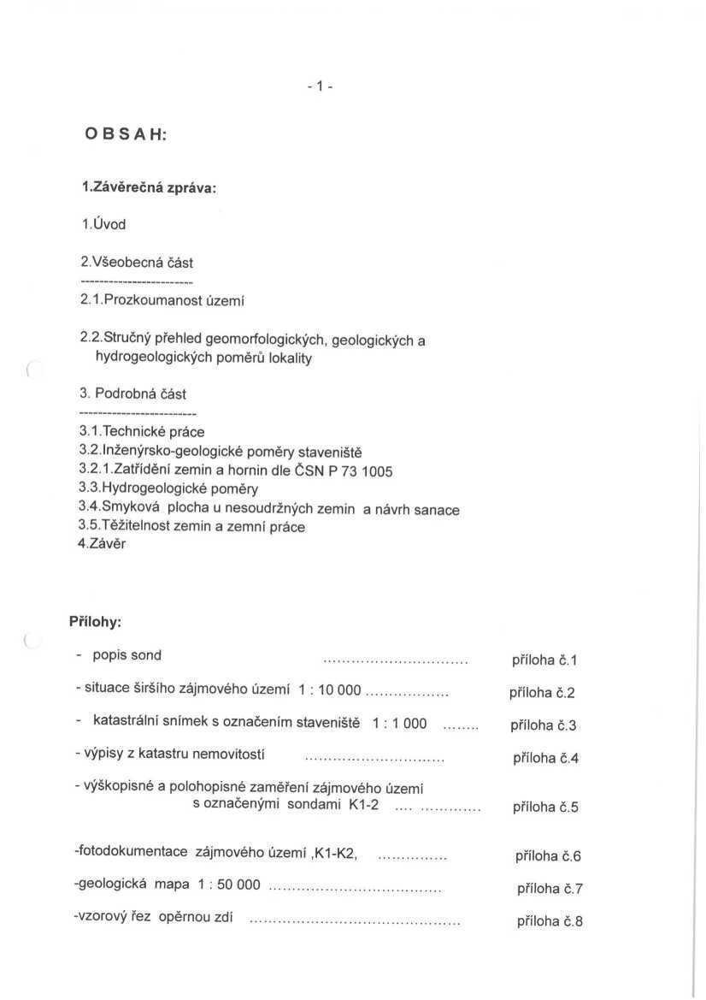 - 1 -
O B S A H:
1.Závěrečná zpráva:
1.Úvod
2.Všeobecná část
-------------------------
2.1.Prozkoumanost území
2.2.Stručný přehled geomorfologických, geologických a
hydrogeologických poměrů lokality
3. Podrobná část
--------------------------
3.1.Technické práce
3.2.Inženýrsko-geologické poměry staveniště
3.2.1.Zatřídění zemin a hornin dle ČSN P 73 1005
3.3.Hydrogeologické poměry
3.4.Smyková plocha u nesoudržných zemin a návrh sanace
3.5.Těžitelnost zemin a zemní práce
4.Závěr
Přílohy:
- popis sond ............................... příloha č.1
- situace širšího zájmového území 1 : 10 000 .................. příloha č.2
- katastrální snímek s označením staveniště 1 : 1 000 ........ příloha č.3
- výpisy z katastru nemovitostí .............................. příloha č.4
- výškopisné a polohopisné zaměření zájmového území
s označenými sondami K1-2 .... ............. příloha č.5
-fotodokumentace zájmového území ,K1-K2, ............... příloha č.6
-geologická mapa 1 : 50 000 ..................................... příloha č.7
-vzorový řez opěrnou zdí ............................................. příloha č.8